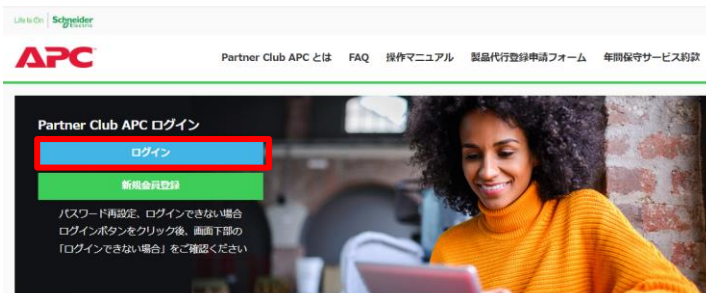 Life Is On
Schneider
Electric
APC
Partner Club APC とは FAQ 操作マニュアル 製品代行登録申請フォーム 年間保守サービス約款
Partner Club APC ログイン
ログイン
新規会員登録
パスワード再設定、ログインできない場合
ログインボタンをクリック後、画面下部の
「ログインできない場合」をご確認ください